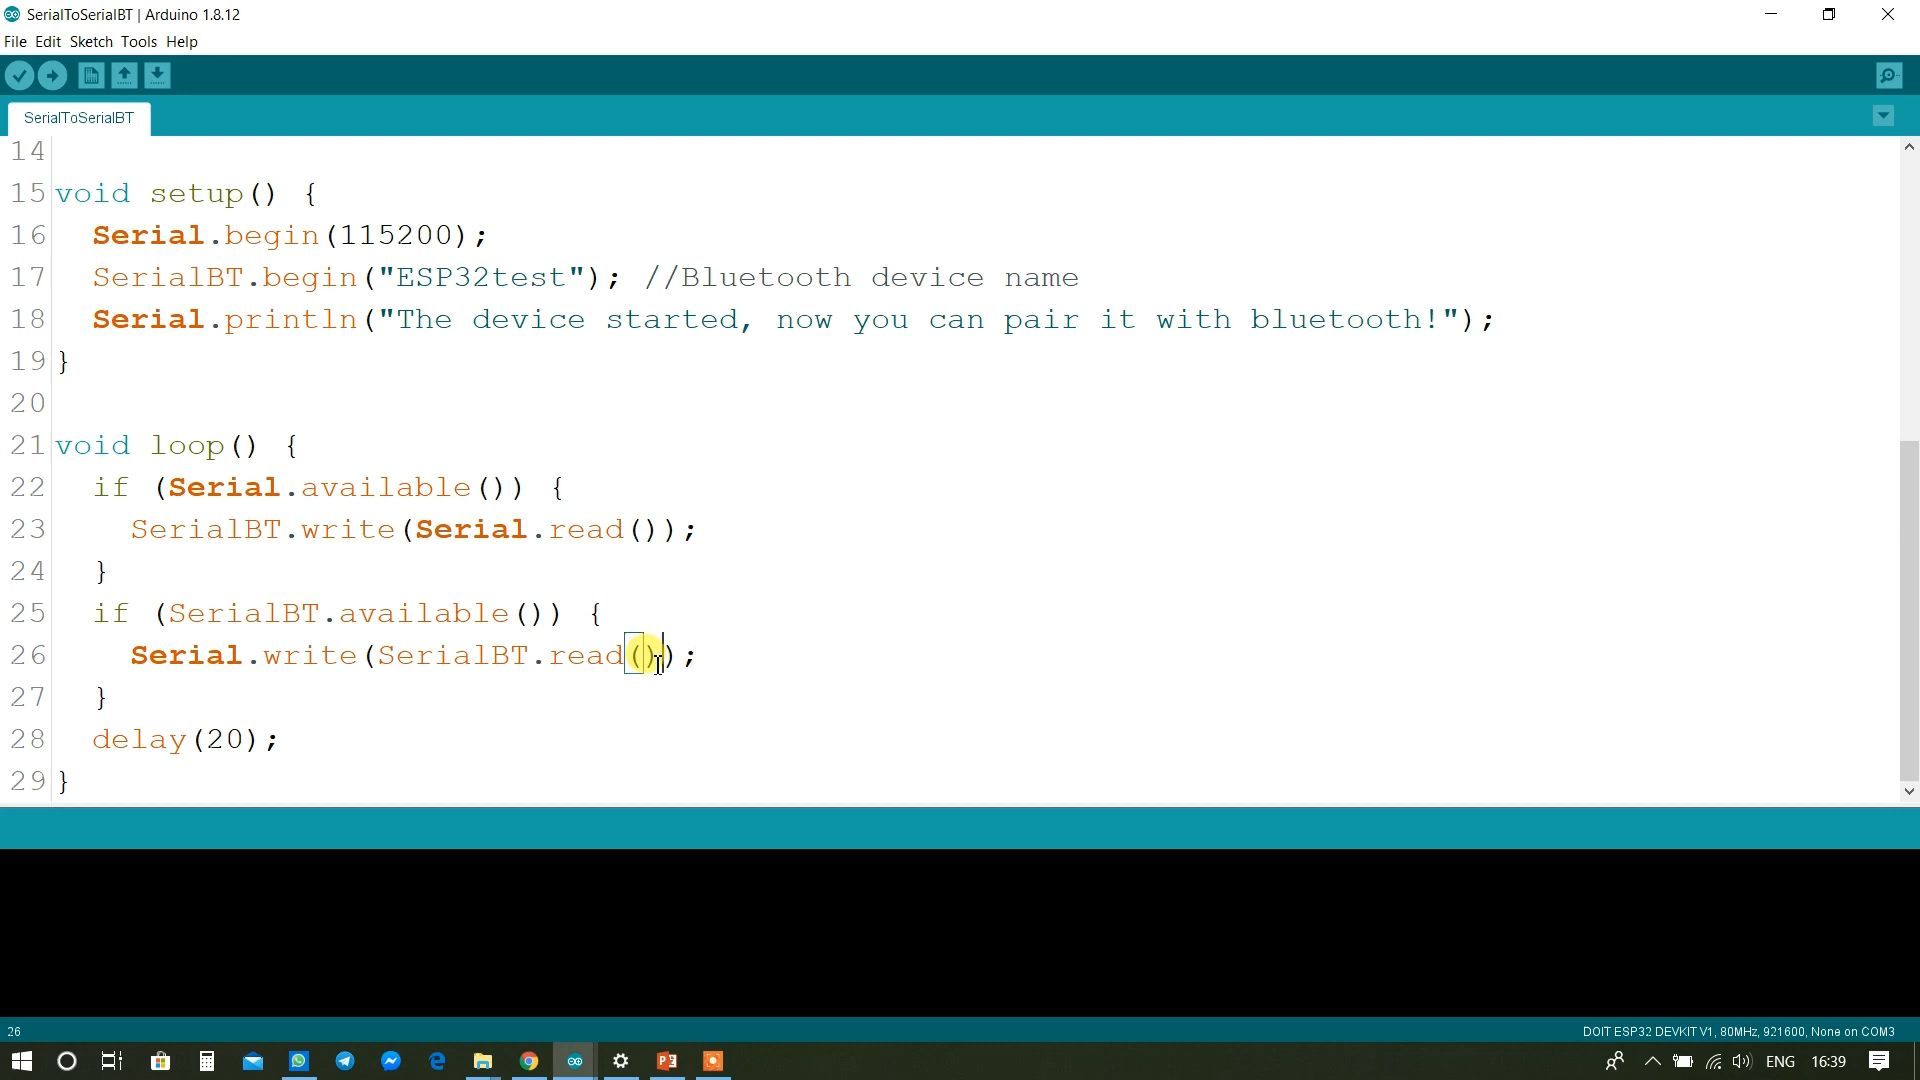 SerialToSerialBT | Arduino 1.8.12
File Edit Sketch Tools Help
SerialToSerialBT
14
15 void setup() {
16 Serial.begin(115200);
17 SerialBT.begin("ESP32test"); //Bluetooth device name
18 Serial.println("The device started, now you can pair it with bluetooth!");
19 }
20
21 void loop() {
22 if (Serial.available()) {
23 SerialBT.write(Serial.read());
24 }
25 if (SerialBT.available()) {
26 Serial.write(SerialBT.read());
27 }
28 delay(20);
29 }
26 DOIT ESP32 DEVKIT V1, 80MHz, 921600, None on COM3
ENG 16:39